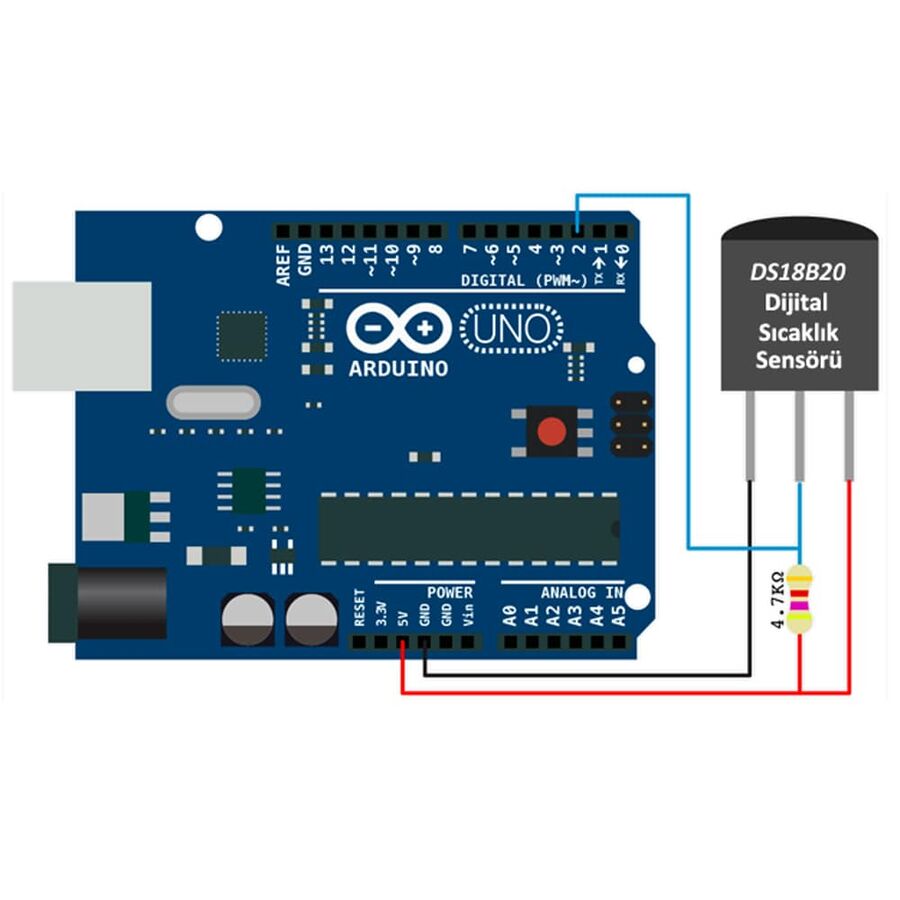 AREF
GND
13
12
~11
~10
~9
8
7
~6
~5
4
~3
2
TX→1
RX←0
DIGITAL (PWM~)
UNO
ARDUINO
DS18B20
Dijital
Sıcaklık
Sensörü
POWER
ANALOG IN
RESET
3.3V
5V
GND
GND
Vin
A0
A1
A2
A3
A4
A5
4.7KΩ